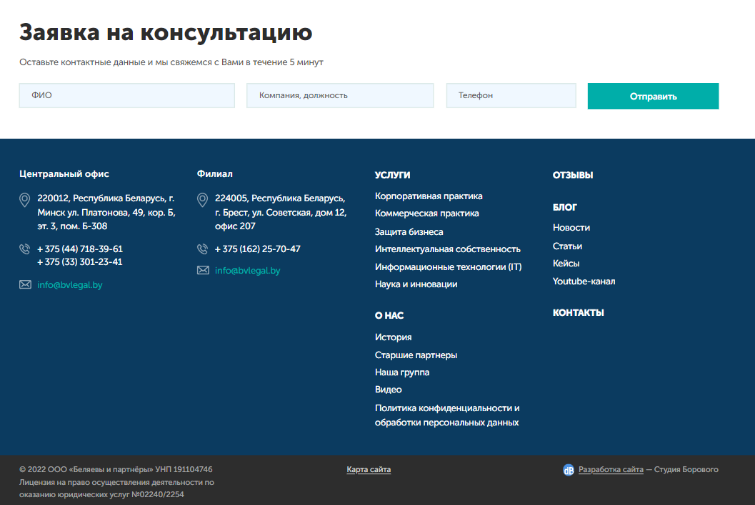 Заявка на консультацию
Оставьте контактные данные и мы свяжемся с Вами в течение 5 минут
ФИО
Компания, должность
Телефон
Отправить
Центральный офис
220012, Республика Беларусь, г.
Минск ул. Платонова, 49, кор. Б,
эт. 3, пом. Б-308
+ 375 (44) 718-39-61
+ 375 (33) 301-23-41
info@bvlegal.by
Филиал
224005, Республика Беларусь,
г. Брест, ул. Советская, дом 12,
офис 207
+ 375 (162) 25-70-47
info@bvlegal.by
УСЛУГИ
Корпоративная практика
Коммерческая практика
Защита бизнеса
Интеллектуальная собственность
Информационные технологии (IT)
Наука и инновации
О НАС
История
Старшие партнеры
Наша группа
Видео
Политика конфиденциальности и
обработки персональных данных
ОТЗЫВЫ
БЛОГ
Новости
Статьи
Кейсы
Youtube-канал
КОНТАКТЫ
© 2022 ООО «Беляевы и партнёры» УНП 191104746
Лицензия на право осуществления деятельности по
оказанию юридических услуг №02240/2254
Карта сайта
dB
Разработка сайта — Студия Борового